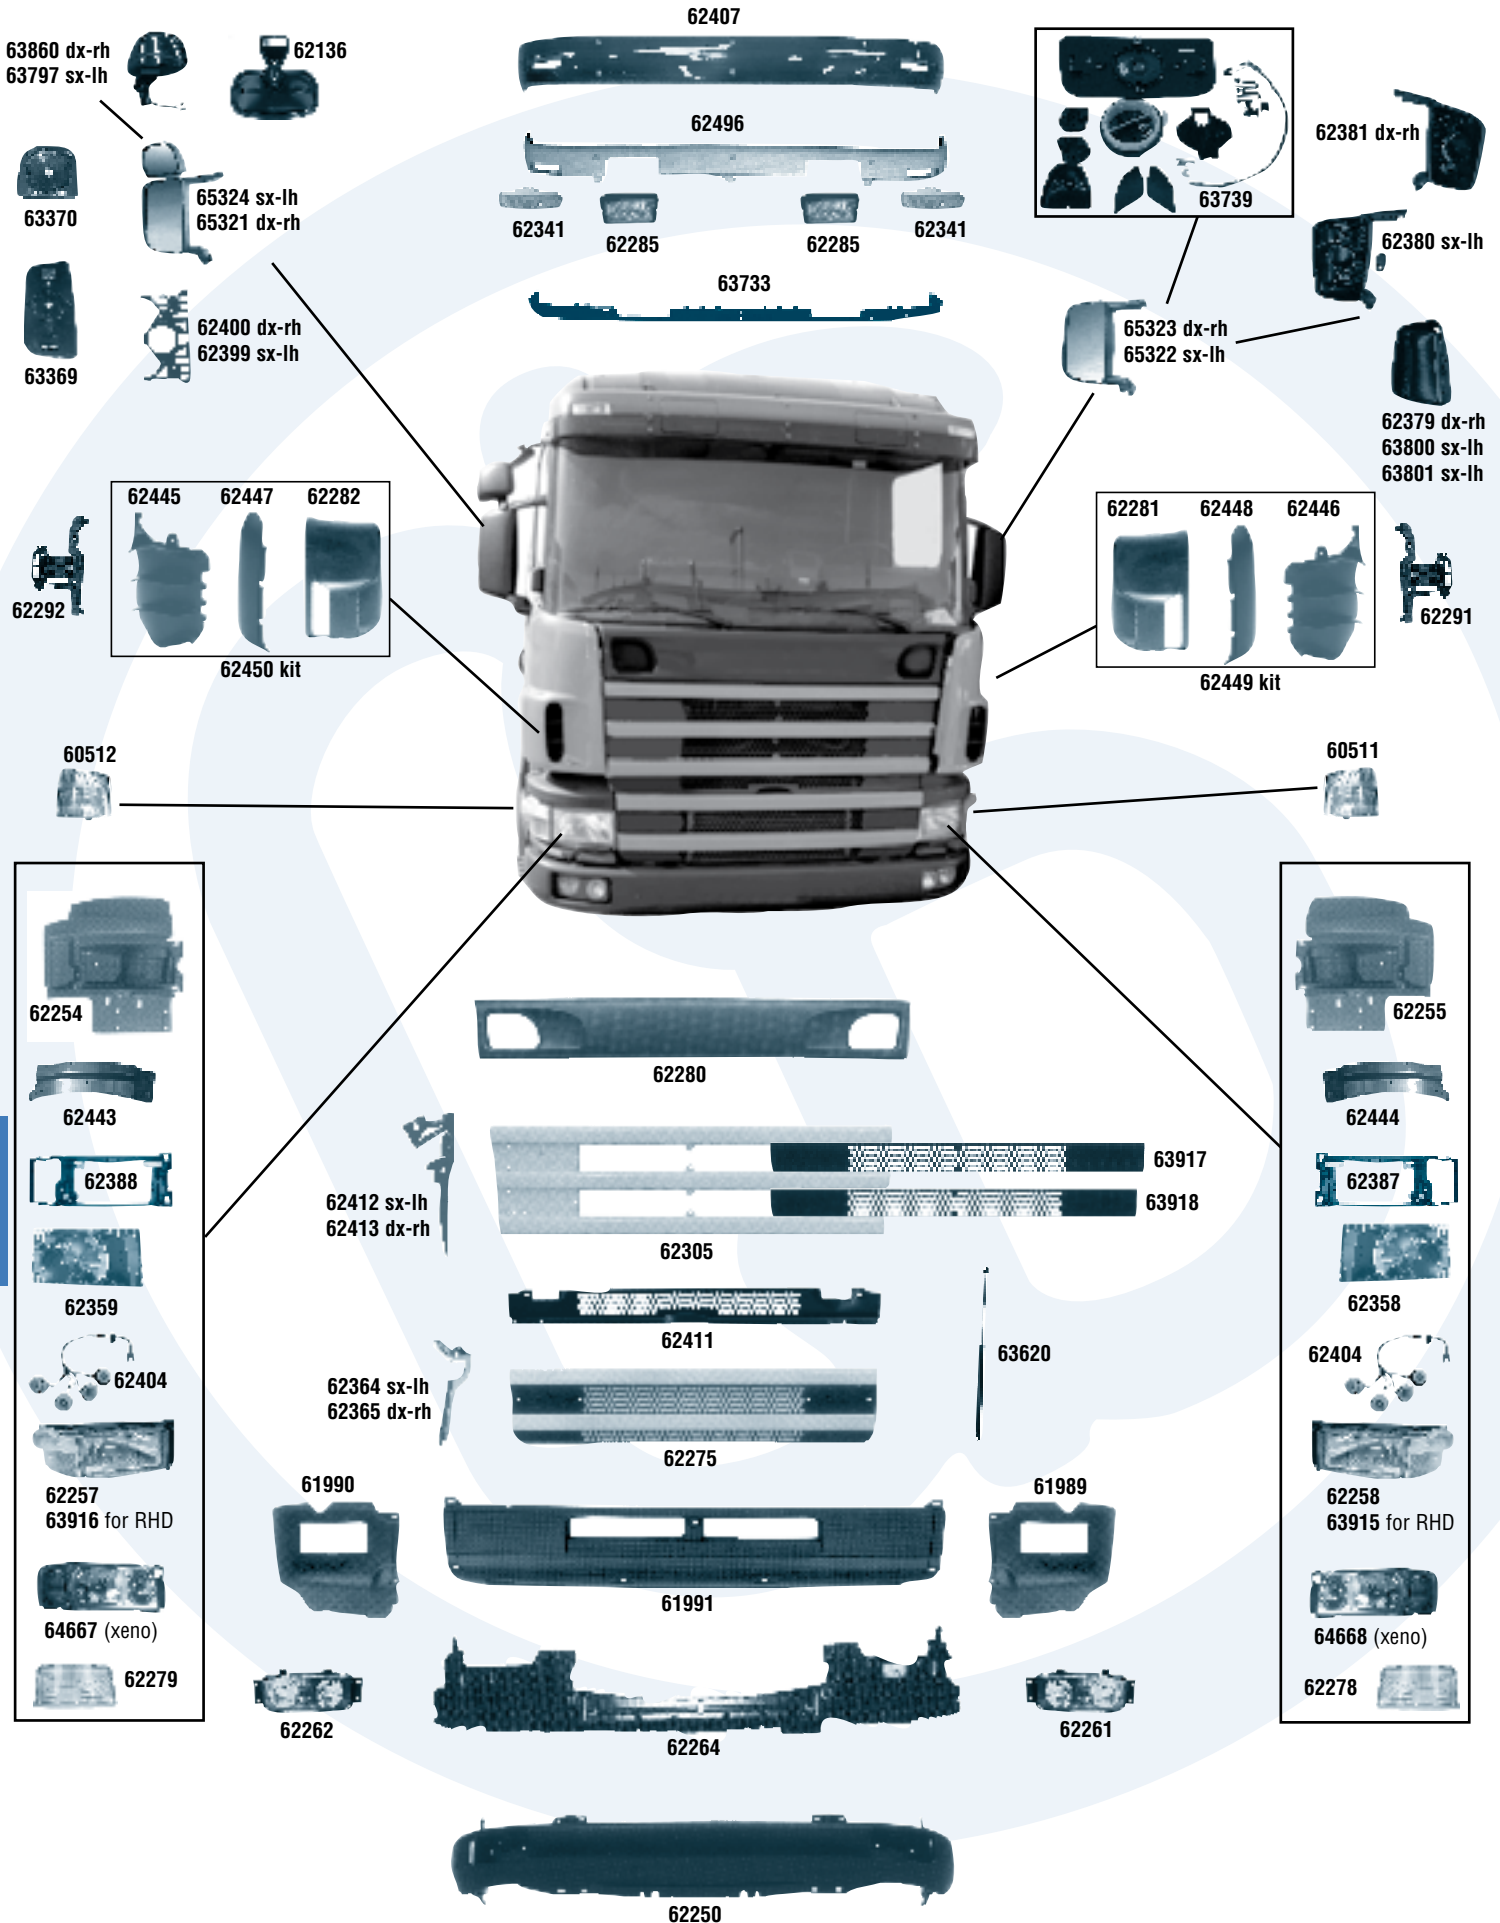 62407
63860 dx-rh
63797 sx-lh
62136
62496
62381 dx-rh
65324 sx-lh
65321 dx-rh
63370
63739
62341
62285
62285
62341
62380 sx-lh
63733
62400 dx-rh
62399 sx-lh
65323 dx-rh
65322 sx-lh
63369
62379 dx-rh
63800 sx-lh
63801 sx-lh
62445
62447
62282
62281
62448
62446
62292
62291
62450 kit
62449 kit
60512
60511
62254
62255
62280
62443
62444
63917
62388
62387
62412 sx-lh
62413 dx-rh
63918
62305
62359
62358
62411
63620
62404
62404
62364 sx-lh
62365 dx-rh
62275
61990
61989
62257
63916 for RHD
62258
63915 for RHD
61991
64667 (xeno)
64668 (xeno)
62279
62278
62262
62261
62264
62250